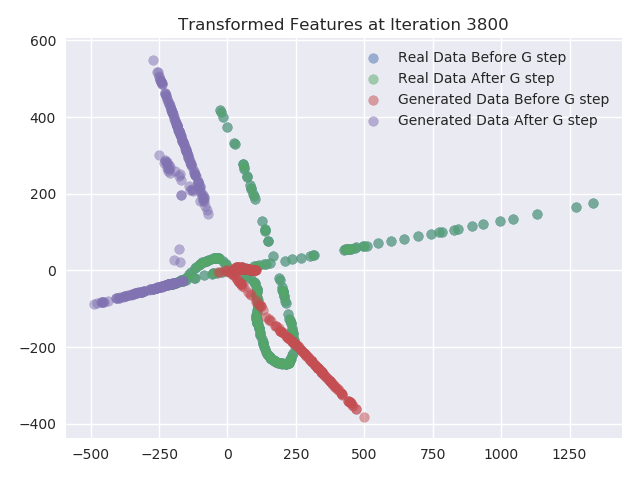 Transformed Features at Iteration 3800
Real Data Before G step
Real Data After G step
Generated Data Before G step
Generated Data After G step
600
400
200
0
−200
−400
−500
−250
0
250
500
750
1000
1250